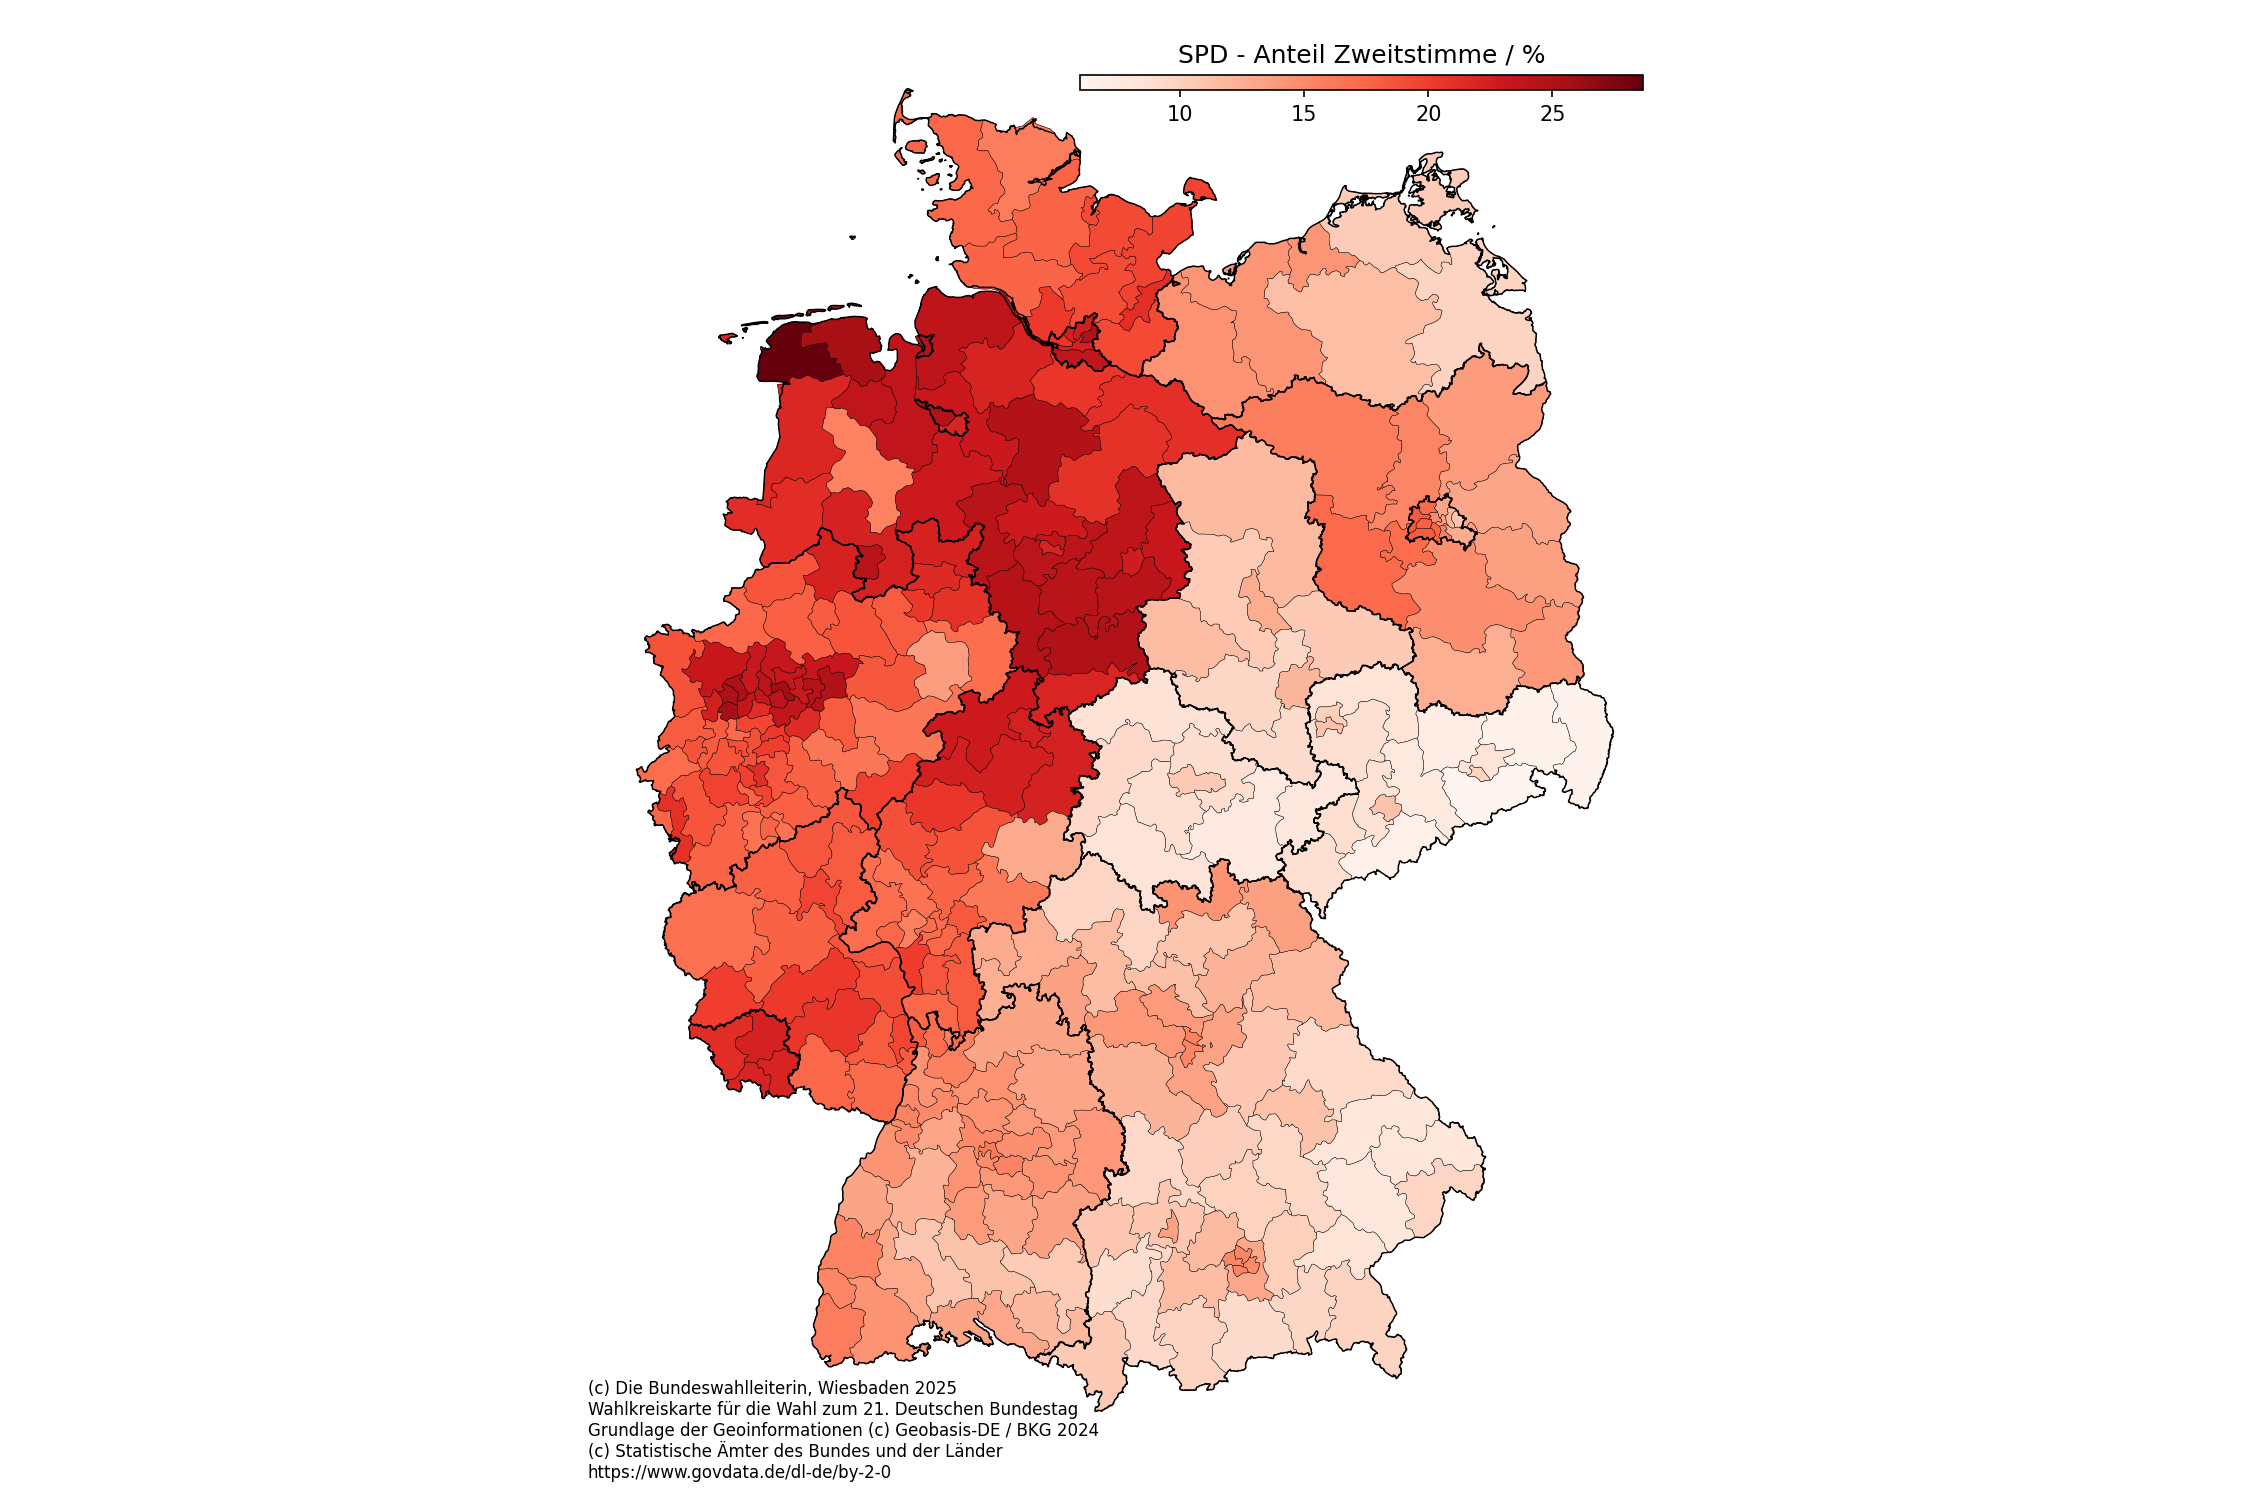 SPD - Anteil Zweitstimme / %
10 15 20 25
(c) Die Bundeswahlleiterin, Wiesbaden 2025
Wahlkreiskarte für die Wahl zum 21. Deutschen Bundestag
Grundlage der Geoinformationen (c) Geobasis-DE / BKG 2024
(c) Statistische Ämter des Bundes und der Länder
https://www.govdata.de/dl-de/by-2-0